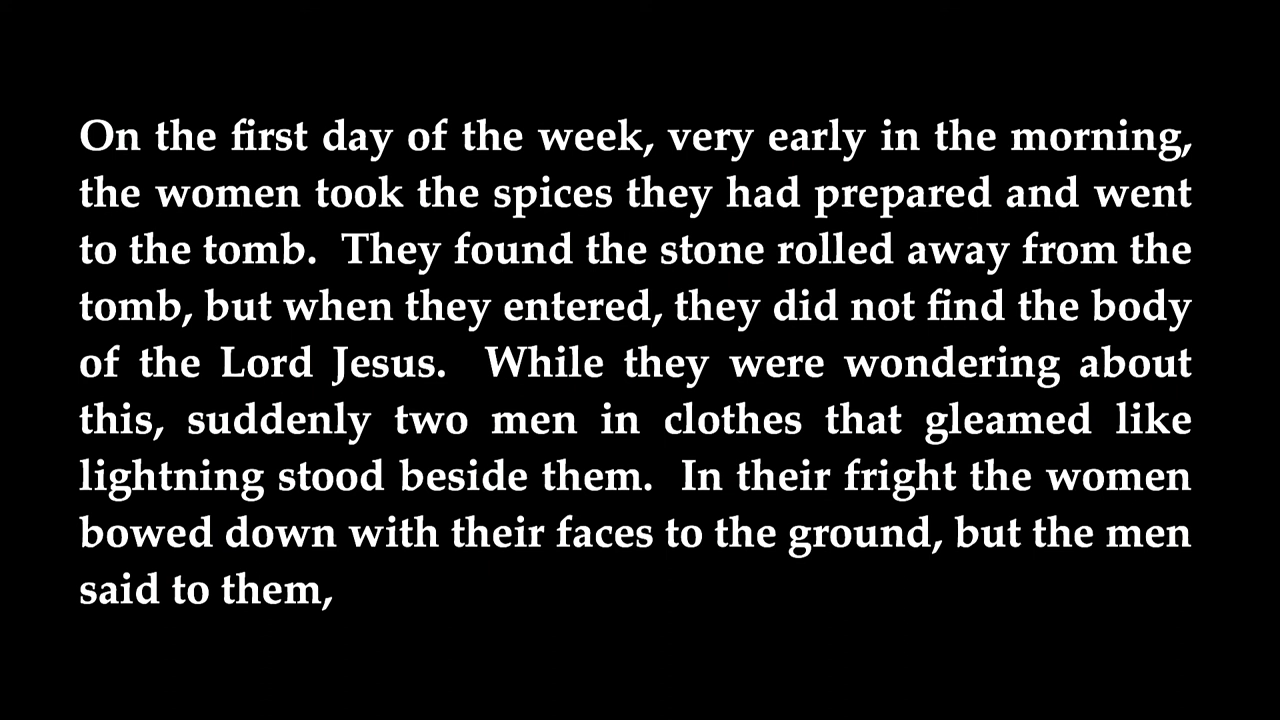 On the first day of the week, very early in the morning,
the women took the spices they had prepared and went
to the tomb.  They found the stone rolled away from the
tomb, but when they entered, they did not find the body
of the Lord Jesus.  While they were wondering about
this, suddenly two men in clothes that gleamed like
lightning stood beside them.  In their fright the women
bowed down with their faces to the ground, but the men
said to them,